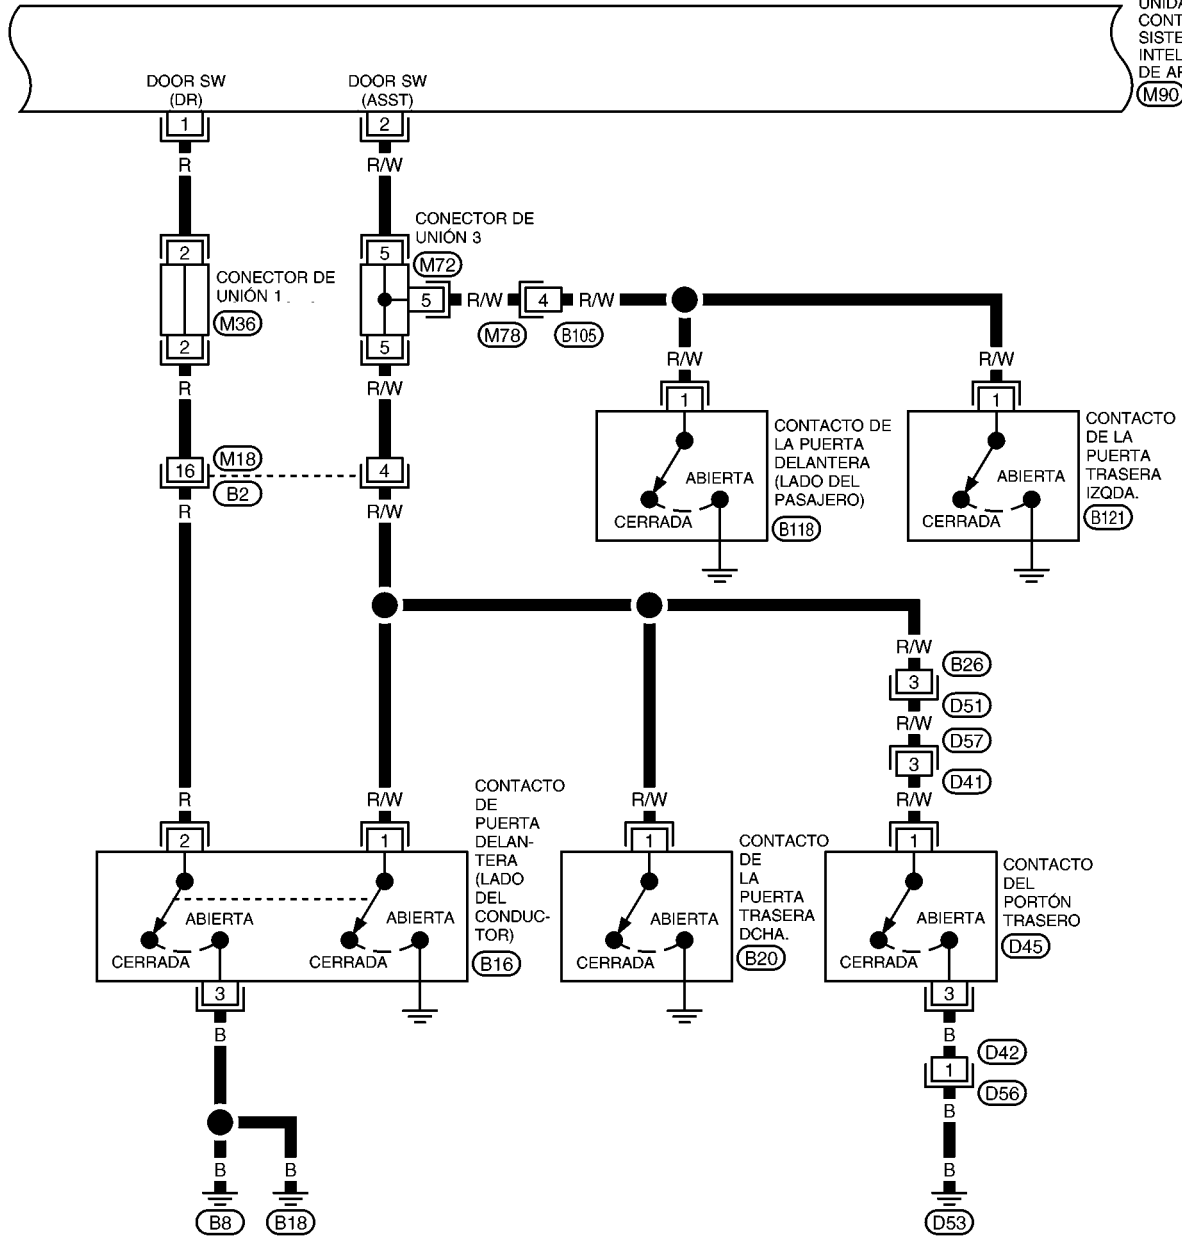 UNIDA
CONT
SISTE
INTEL
DE AP
M90
DOOR SW
(DR)
DOOR SW
(ASST)
1
2
R
R/W
CONECTOR DE
UNIÓN 3
M72
2
5
CONECTOR DE
UNIÓN 1
M36
5
R/W
4
R/W
M78
B105
2
5
R
R/W
R/W
R/W
1
1
CONTACTO DE
LA PUERTA
DELANTERA
(LADO DEL
PASAJERO)
B118
ABIERTA
CERRADA
CONTACTO
DE LA
PUERTA
TRASERA
IZQDA.
B121
ABIERTA
CERRADA
16
M18
B2
4
R
R/W
R/W
B26
3
D51
R/W
D57
3
D41
R
R/W
R/W
R/W
2
1
1
1
CONTACTO
DE
PUERTA
DELAN-
TERA
(LADO
DEL
CONDUC-
TOR)
B16
ABIERTA
CERRADA
ABIERTA
CERRADA
CONTACTO
DE
LA
PUERTA
TRASERA
DCHA.
B20
ABIERTA
CERRADA
CONTACTO
DEL
PORTÓN
TRASERO
D45
ABIERTA
CERRADA
3
3
B
B
D42
1
D56
B
B
B
B
B8
B18
D53